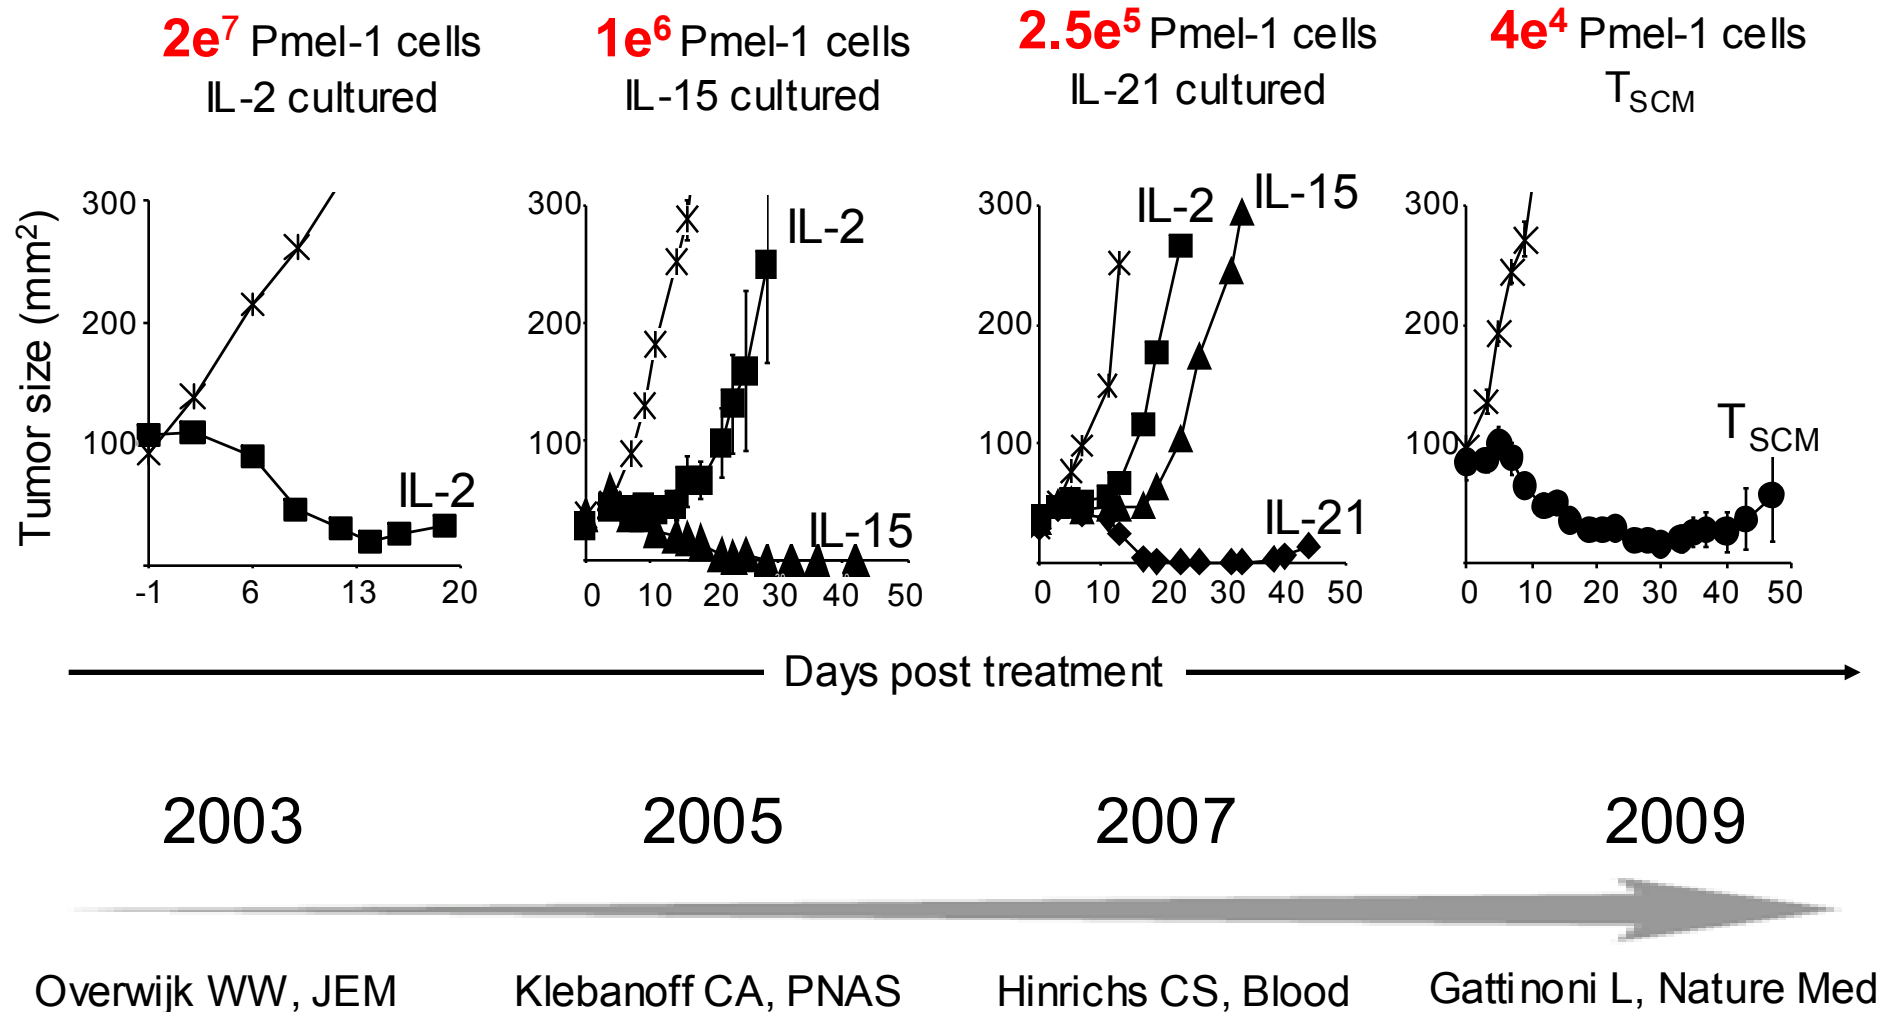 2e⁷ Pmel-1 cells
IL-2 cultured
1e⁶ Pmel-1 cells
IL-15 cultured
2.5e⁵ Pmel-1 cells
IL-21 cultured
4e⁴ Pmel-1 cells
T_SCM
Tumor size (mm²)
300
200
100
-1 6 13 20
IL-2
300
200
100
0 10 20 30 40 50
IL-2
IL-15
300
200
100
0 10 20 30 40 50
IL-2
IL-15
IL-21
300
200
100
0 10 20 30 40 50
T_SCM
Days post treatment
2003
2005
2007
2009
Overwijk WW, JEM
Klebanoff CA, PNAS
Hinrichs CS, Blood
Gattinoni L, Nature Med